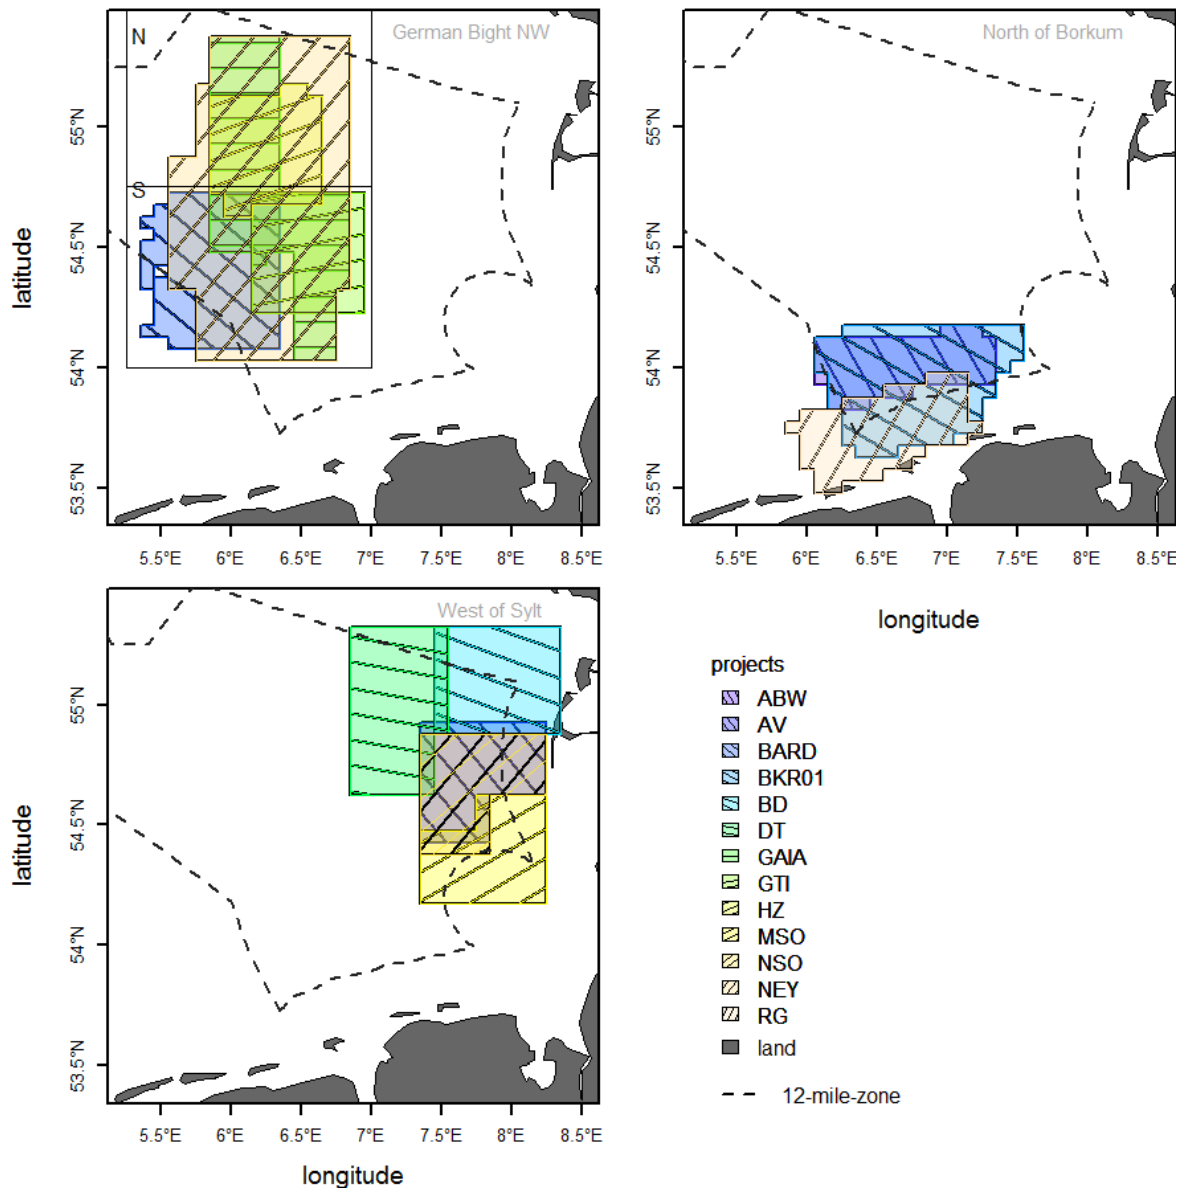 German Bight NW
North of Borkum
N
S
latitude
55°N
54.5°N
54°N
53.5°N
5.5°E 6°E 6.5°E 7°E 7.5°E 8°E 8.5°E
latitude
55°N
54.5°N
54°N
53.5°N
5.5°E 6°E 6.5°E 7°E 7.5°E 8°E 8.5°E
longitude
West of Sylt
latitude
55°N
54.5°N
54°N
53.5°N
5.5°E 6°E 6.5°E 7°E 7.5°E 8°E 8.5°E
longitude
projects
ABW
AV
BARD
BKR01
BD
DT
GAIA
GTI
HZ
MSO
NSO
NEY
RG
land
12-mile-zone